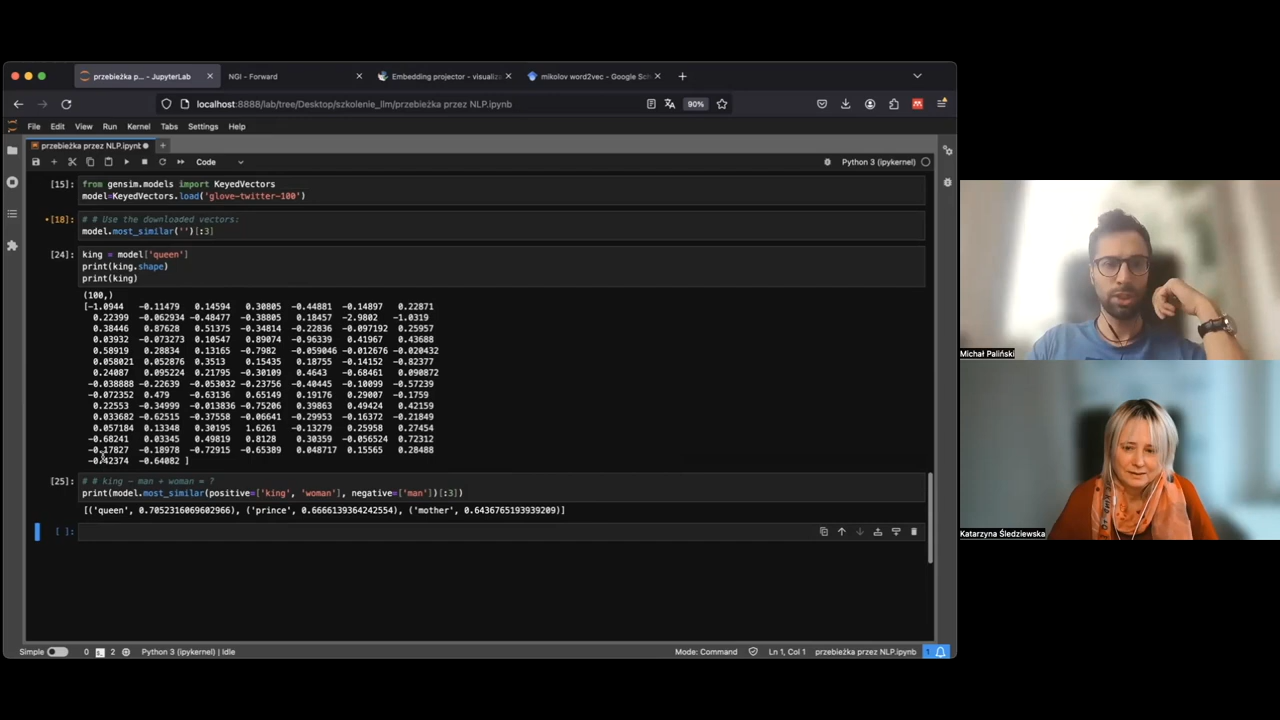 przebieżka p... - JupyterLab
NGI - Forward
Embedding projector - visualiz
mikolov word2vec - Google Sch
localhost:8888/lab/tree/Desktop/szkolenie_llm/przebieżka przez NLP.ipynb
90%
File Edit View Run Kernel Tabs Settings Help
przebieżka przez NLP.ipynt
Code
Python 3 (ipykernel)
[15]: from gensim.models import KeyedVectors
model=KeyedVectors.load('glove-twitter-100')
[18]: # # Use the downloaded vectors:
model.most_similar('')[:3]
[24]: king = model['queen']
print(king.shape)
print(king)
(100,)
[-1.0944 -0.11479 0.14594 0.30805 -0.44881 -0.14897 0.22871
0.22399 -0.062934 -0.48477 -0.38805 0.18457 -2.9802 -1.0319
0.38446 0.87628 0.51375 -0.34814 -0.22836 -0.097192 0.25957
0.03932 -0.073273 0.10547 0.89074 -0.96339 0.41967 0.43688
0.58919 0.28834 0.13165 -0.7982 -0.059046 -0.012676 -0.020432
0.058021 0.052876 0.3513 0.15435 0.18755 -0.14152 -0.82377
0.24087 0.095224 0.21795 -0.30109 0.4643 -0.68461 0.090872
-0.038888 -0.22639 -0.053032 -0.23756 -0.40445 -0.10099 -0.57239
-0.072352 0.479 -0.63136 0.65149 0.19176 0.29007 -0.1759
0.22553 -0.34999 -0.013836 -0.75206 0.39863 0.49424 0.42159
0.033682 -0.62515 -0.37558 -0.06641 -0.29953 -0.16372 -0.21849
0.057184 0.13348 0.30195 1.6261 -0.13279 0.25958 0.27454
-0.68241 0.03345 0.49819 0.8128 0.30359 -0.056524 0.72312
-0.17827 -0.18978 -0.72915 -0.65389 0.048717 0.15565 0.28488
-0.42374 -0.64082 ]
[25]: # # king - man + woman = ?
print(model.most_similar(positive=['king', 'woman'], negative=['man'])[:3])
[('queen', 0.7052316069602966), ('prince', 0.6666139364242554), ('mother', 0.6436765193939209)]
[ ]:
Simple 0 2 Python 3 (ipykernel) | Idle
Mode: Command Ln 1, Col 1 przebieżka przez NLP.ipynb 1
Michał Paliński
Katarzyna Śledziewska